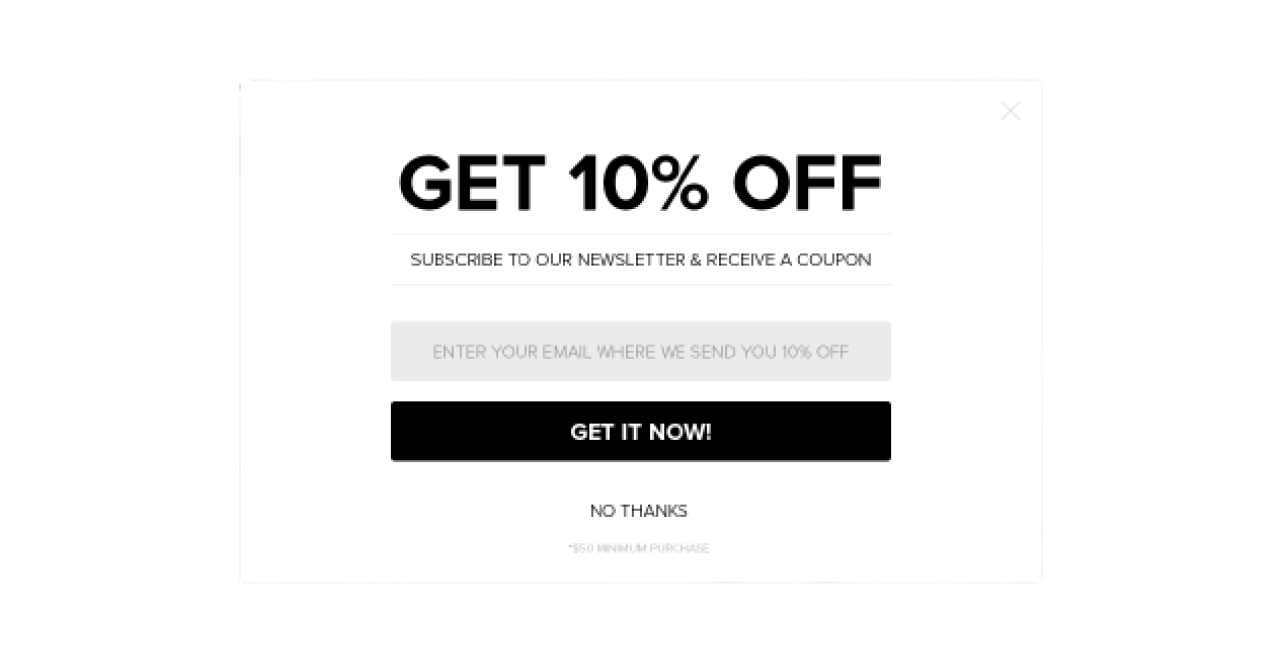 GET 10% OFF
SUBSCRIBE TO OUR NEWSLETTER & RECEIVE A COUPON
ENTER YOUR EMAIL WHERE WE SEND YOU 10% OFF
GET IT NOW!
NO THANKS
*$50 MINIMUM PURCHASE